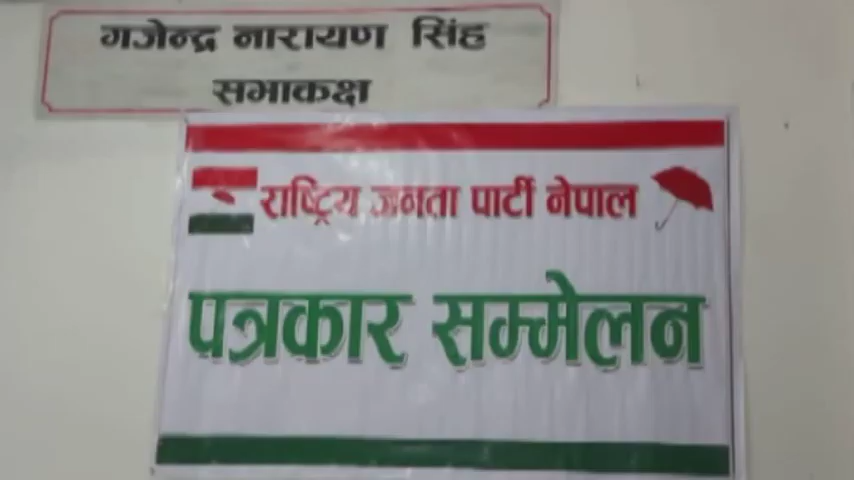 गजेन्द्र नारायण सिंह
सभाकक्ष
राष्ट्रिय जनता पार्टी नेपाल
पत्रकार सम्मेलन